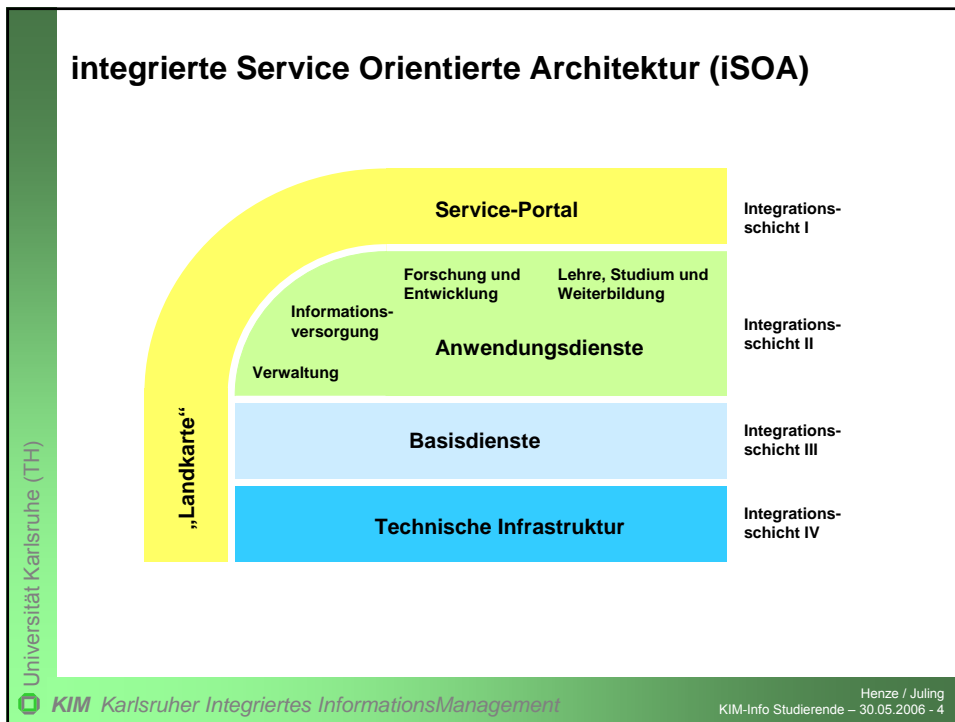 integrierte Service Orientierte Architektur (iSOA)
Service-Portal
Integrations-
schicht I
Forschung und
Entwicklung
Lehre, Studium und
Weiterbildung
Informations-
versorgung
Anwendungsdienste
Verwaltung
Integrations-
schicht II
„Landkarte“
Basisdienste
Integrations-
schicht III
Technische Infrastruktur
Integrations-
schicht IV
Universität Karlsruhe (TH)
KIM Karlsruher Integriertes InformationsManagement
Henze / Juling
KIM-Info Studierende – 30.05.2006 - 4